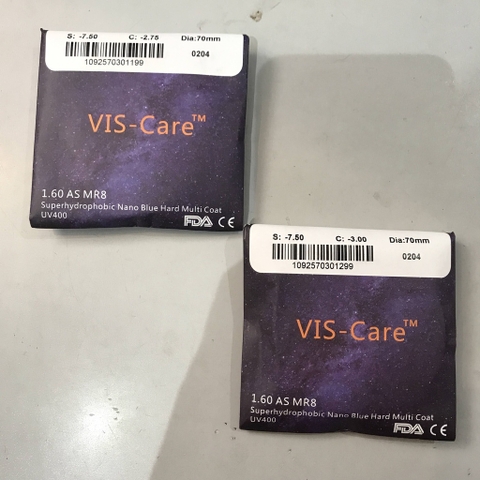 S: -7.50 C: -2.75 Dia:70mm
1092570301199 0204
VIS-Care™
1.60 AS MR8
Superhydrophobic Nano Blue Hard Multi Coat
UV400
FDA CE
S: -7.50 C: -3.00 Dia:70mm
1092570301299 0204
VIS-Care™
1.60 AS MR8
Superhydrophobic Nano Blue Hard Multi Coat
UV400
FDA CE